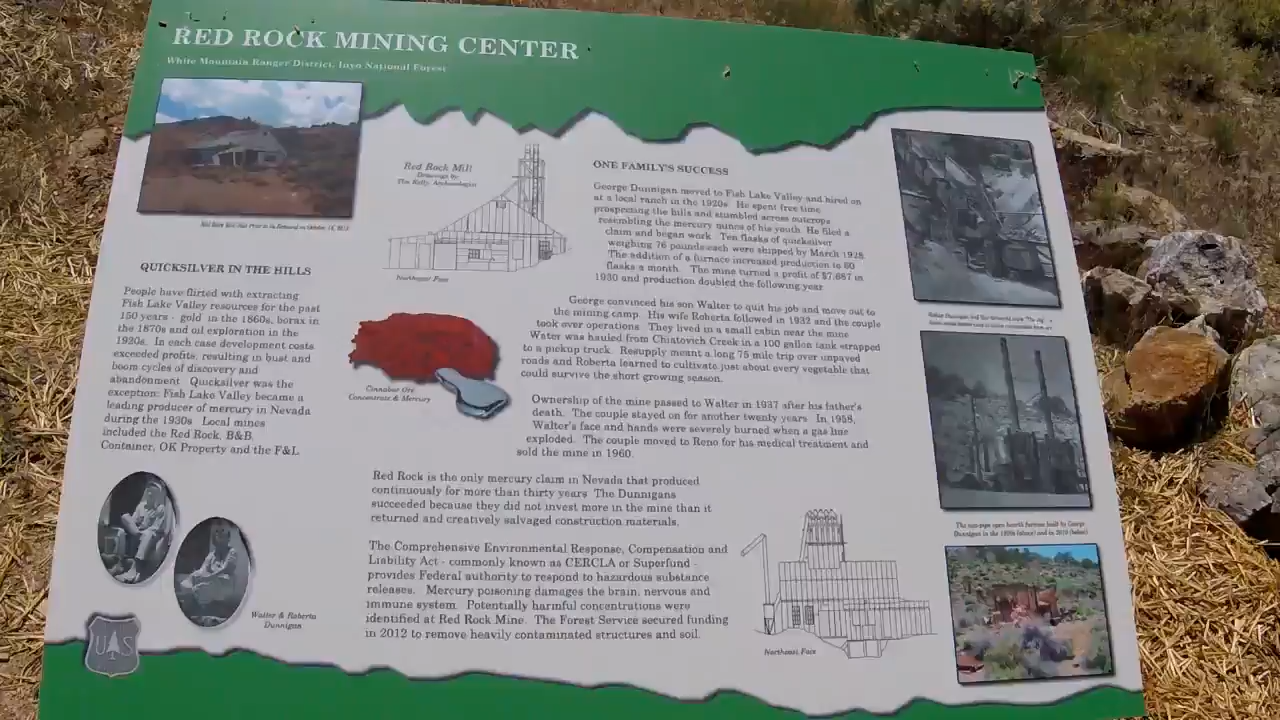 RED ROCK MINING CENTER
White Mountain Ranger District, Inyo National Forest
Red Rock Mill
Drawings by
Northeast Face
QUICKSILVER IN THE HILLS
People have flirted with extracting
Fish Lake Valley resources for the past
150 years - gold in the 1860s, borax in
the 1870s and oil exploration in the
1920s. In each case development costs
exceeded profits, resulting in bust and
boom cycles of discovery and
abandonment Quicksilver was the
exception: Fish Lake Valley became a
leading producer of mercury in Nevada
during the 1930s Local mines
included the Red Rock, B&B,
Container, OK Property and the F&L
Cinnabar Ore
Concentrate & Mercury
Walter & Roberta
Dunnigan
UAS
ONE FAMILY'S SUCCESS
George Dunnigan moved to Fish Lake Valley and hired on
at a local ranch in the 1920s He spent free time
prospecting the hills and stumbled across outcrops
resembling the mercury mines of his youth. He filed a
claim and began work Ten flasks of quicksilver
weighing 76 pounds each were shipped by March 1928
The addition of a furnace increased production to 60
flasks a month. The mine turned a profit of $7,687 in
1930 and production doubled the following year
George convinced his son Walter to quit his job and move out to
the mining camp. His wife Roberta followed in 1932 and the couple
took over operations They lived in a small cabin near the mine
Water was hauled from Chiatovich Creek in a 100 gallon tank strapped
to a pickup truck. Resupply meant a long 75 mile trip over unpaved
roads and Roberta learned to cultivate just about every vegetable that
could survive the short growing season.
Ownership of the mine passed to Walter in 1937 after his father's
death. The couple stayed on for another twenty years In 1958,
Walter's face and hands were severely burned when a gas line
exploded. The couple moved to Reno for his medical treatment and
sold the mine in 1960.
Red Rock is the only mercury claim in Nevada that produced
continuously for more than thirty years The Dunnigans
succeeded because they did not invest more in the mine than it
returned and creatively salvaged construction materials.
The Comprehensive Environmental Response, Compensation and
Liability Act - commonly known as CERCLA or Superfund -
provides Federal authority to respond to hazardous substance
releases. Mercury poisoning damages the brain, nervous and
immune system. Potentially harmful concentrations were
identified at Red Rock Mine. The Forest Service secured funding
in 2012 to remove heavily contaminated structures and soil.
Northeast Face
The open hearth furnace built by George
Dunnigan in the